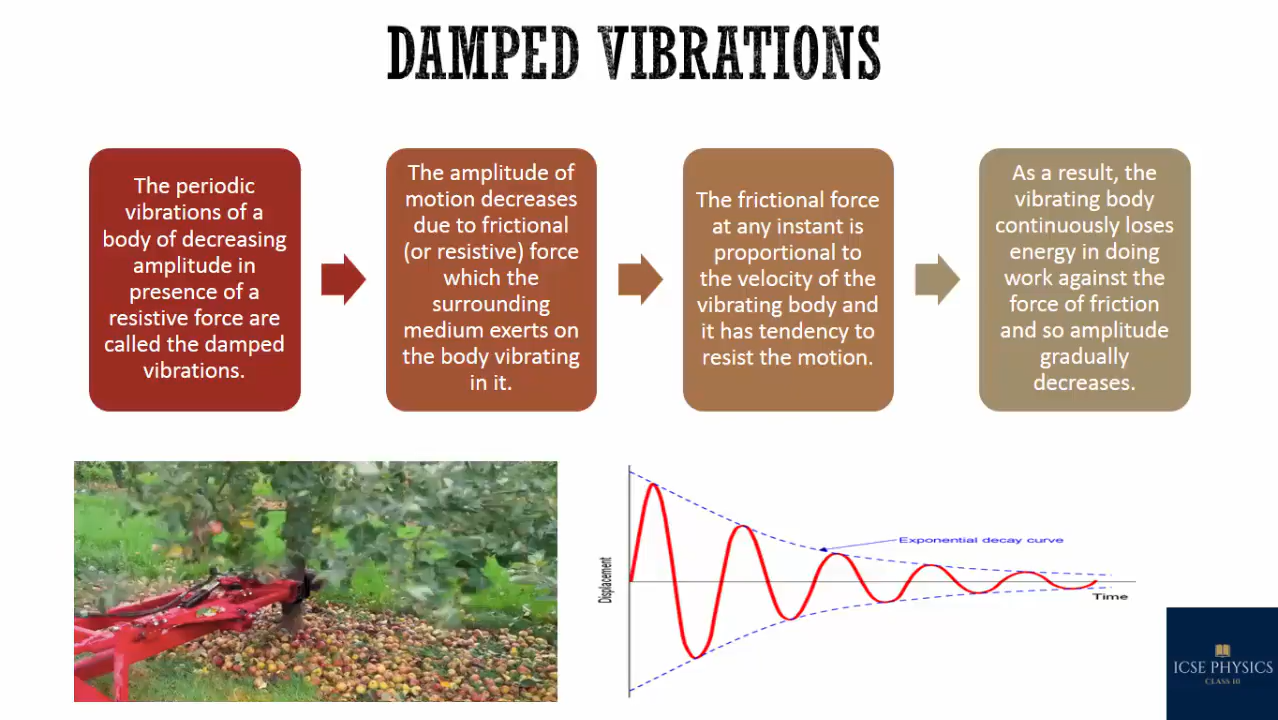 DAMPED VIBRATIONS
The periodic
vibrations of a
body of decreasing
amplitude in
presence of a
resistive force are
called the damped
vibrations.
The amplitude of
motion decreases
due to frictional
(or resistive) force
which the
surrounding
medium exerts on
the body vibrating
in it.
The frictional force
at any instant is
proportional to
the velocity of the
vibrating body and
it has tendency to
resist the motion.
As a result, the
vibrating body
continuously loses
energy in doing
work against the
force of friction
and so amplitude
gradually
decreases.
Displacement
Exponential decay curve
Time
ICSE PHYSICS
CLASS 10